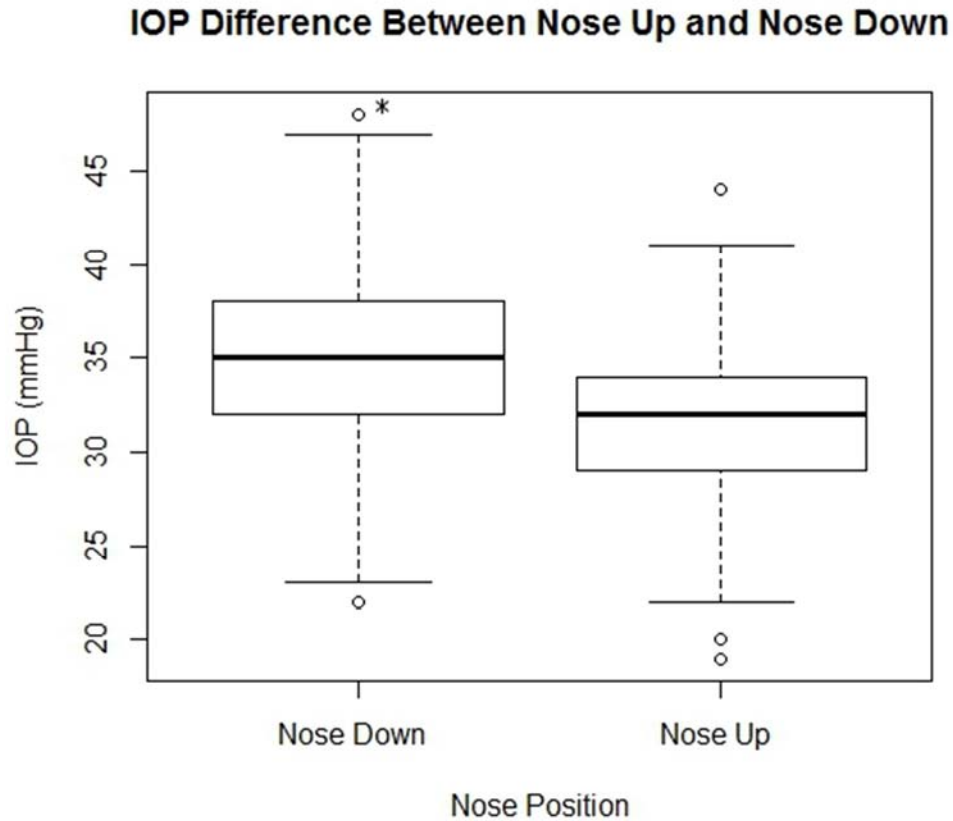 IOP Difference Between Nose Up and Nose Down
*
45
40
35
30
25
20
IOP (mmHg)
Nose Down Nose Up
Nose Position